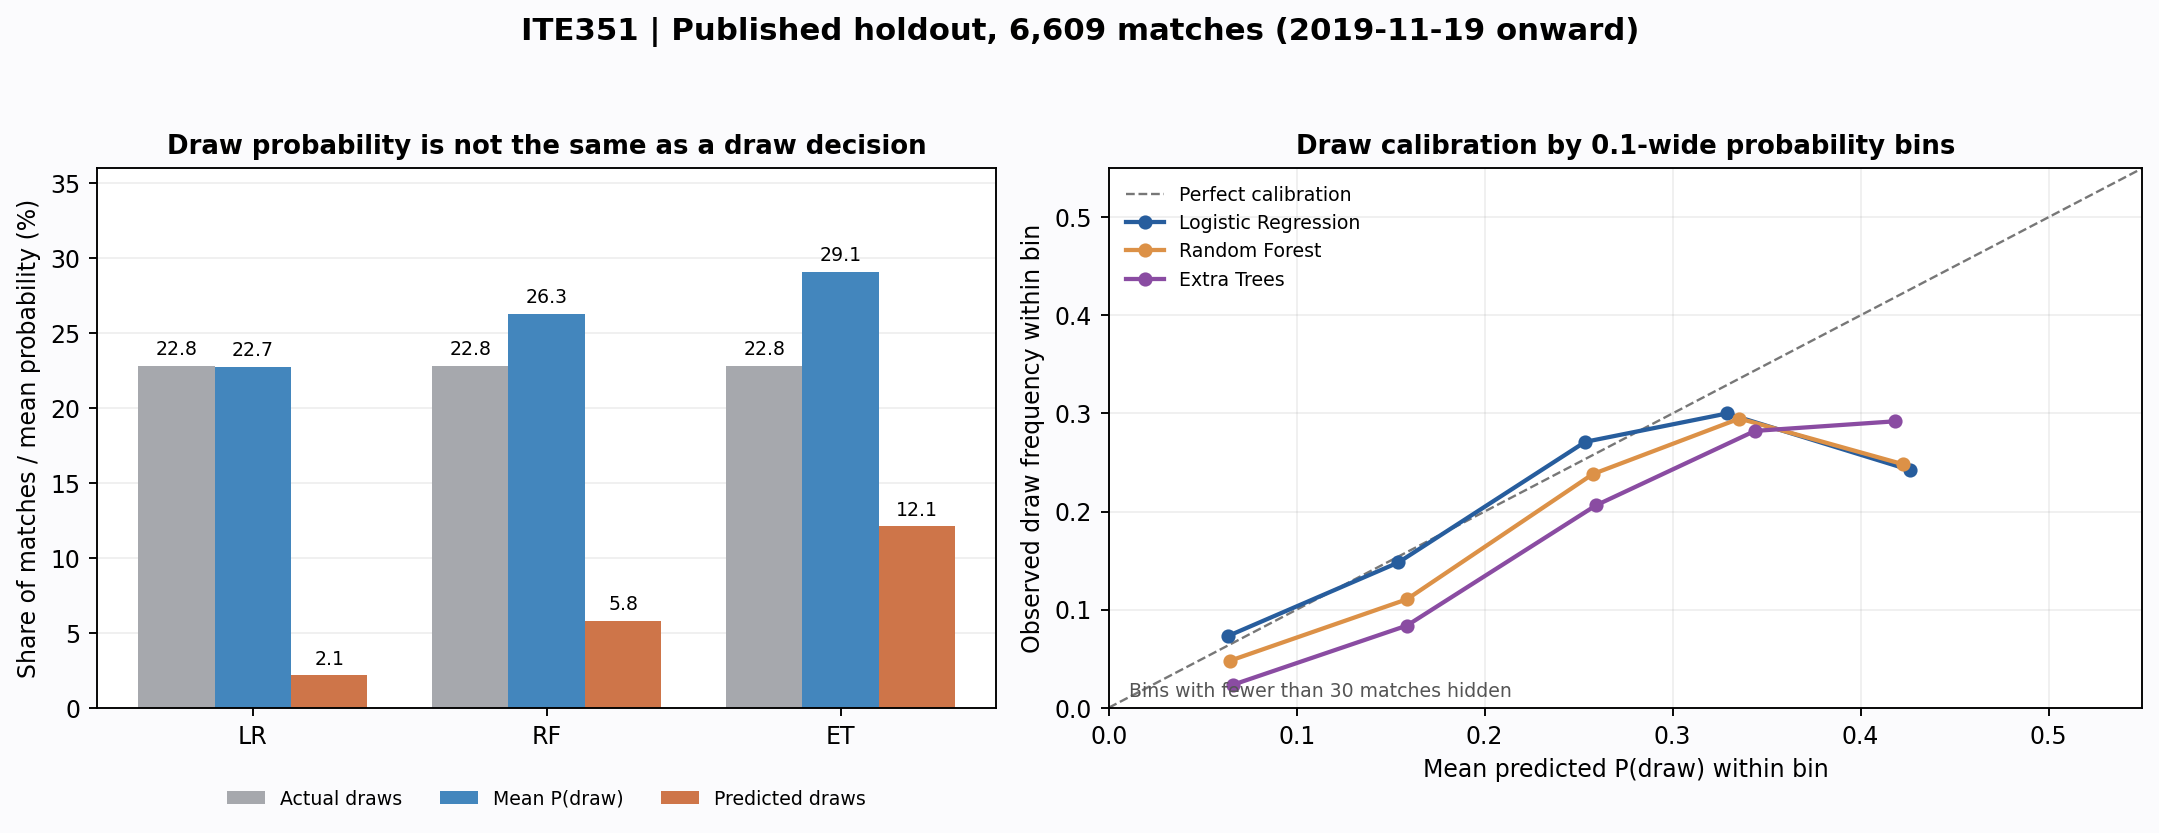 ITE351 | Published holdout, 6,609 matches (2019-11-19 onward)
Draw probability is not the same as a draw decision
Share of matches / mean probability (%)
35
30
25
20
15
10
5
0
22.8
22.7
2.1
22.8
26.3
5.8
22.8
29.1
12.1
LR
RF
ET
Actual draws
Mean P(draw)
Predicted draws
Draw calibration by 0.1-wide probability bins
Observed draw frequency within bin
0.5
0.4
0.3
0.2
0.1
0.0
Perfect calibration
Logistic Regression
Random Forest
Extra Trees
Bins with fewer than 30 matches hidden
0.0
0.1
0.2
0.3
0.4
0.5
Mean predicted P(draw) within bin